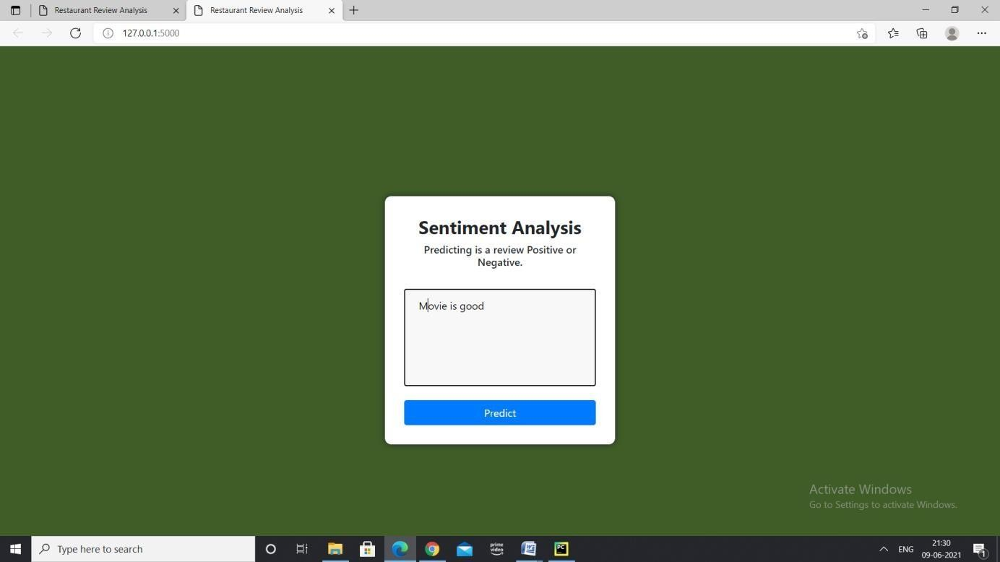 Restaurant Review Analysis
Restaurant Review Analysis
127.0.0.1:5000
Sentiment Analysis
Predicting is a review Positive or
Negative.
Movie is good
Predict
Activate Windows
Go to Settings to activate Windows.
Type here to search
prime
video
W
PC
ENG
21:30
09-06-2021
1